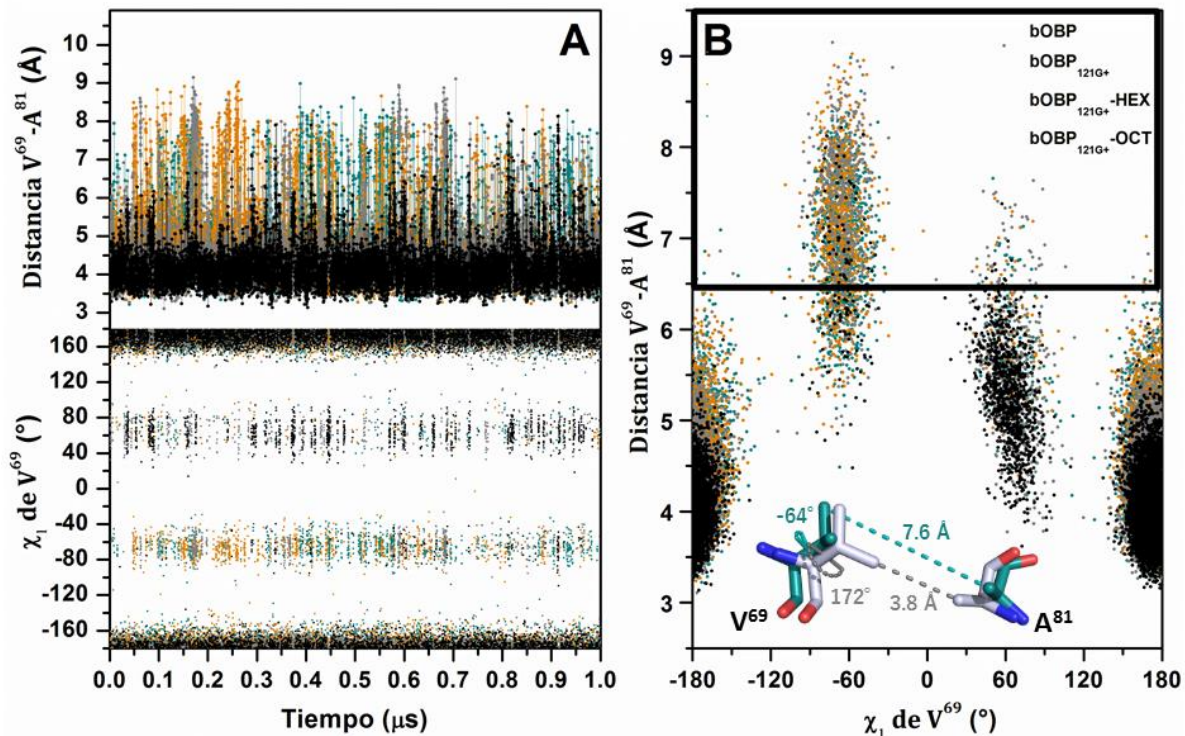 A
Distancia V⁶⁹-A⁸¹ (Å)
10
9
8
7
6
5
4
3
χ₁ de V⁶⁹ (°)
160
120
80
40
0
-40
-80
-120
-160
0.0 0.1 0.2 0.3 0.4 0.5 0.6 0.7 0.8 0.9 1.0
Tiempo (μs)
B
bOBP
bOBP₁₂₁G₊
bOBP₁₂₁G₊-HEX
bOBP₁₂₁G₊-OCT
Distancia V⁶⁹-A⁸¹ (Å)
9
8
7
6
5
4
3
-64°
7.6 Å
172°
3.8 Å
V⁶⁹
A⁸¹
-180 -120 -60 0 60 120 180
χ₁ de V⁶⁹ (°)